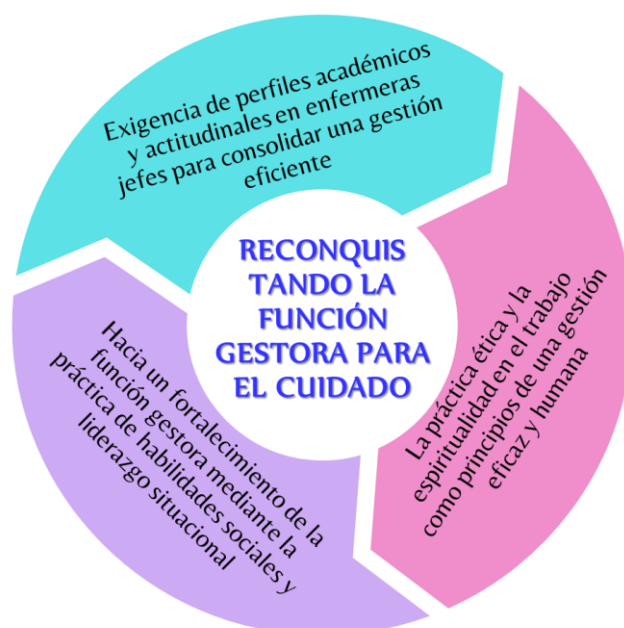 Exigencia de perfiles académicos
y actitudinales en enfermeras
jefes para consolidar una gestión
eficiente
RECONQUIS
TANDO LA
FUNCIÓN
GESTORA PARA
EL CUIDADO
La práctica ética y la
espiritualidad en el trabajo
como principios de una gestión
eficaz y humana
Hacia un fortalecimiento de la
función gestora mediante la
práctica de habilidades sociales y
liderazgo situacional